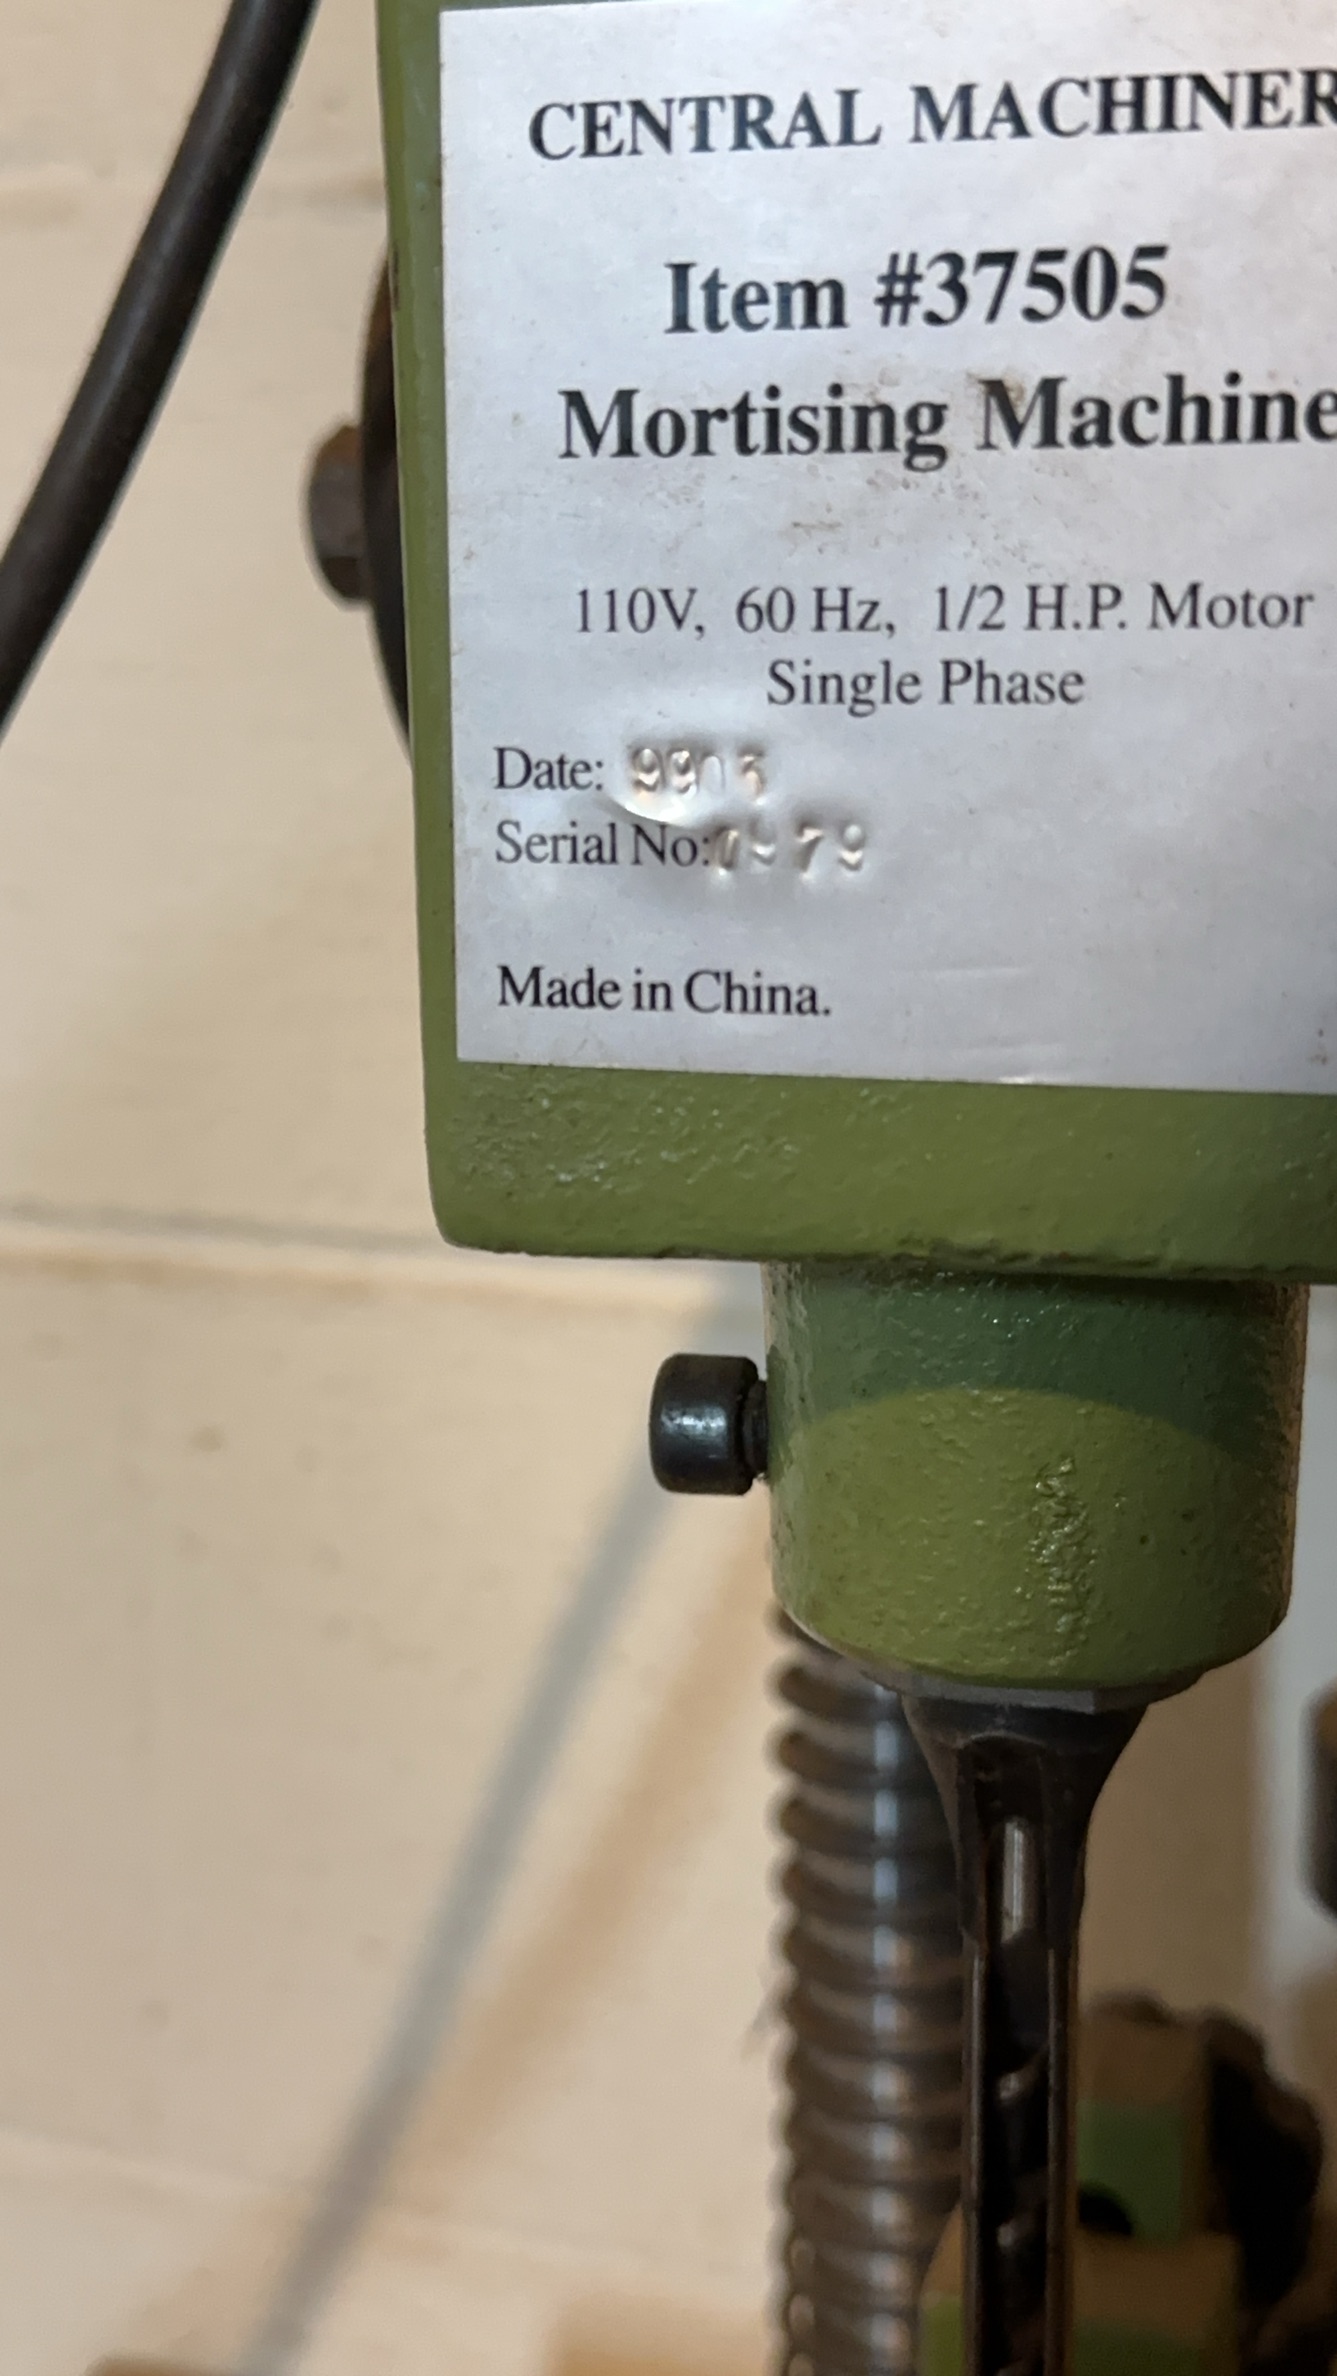 CENTRAL MACHINER
Item #37505
Mortising Machine
110V, 60 Hz, 1/2 H.P. Motor
Single Phase
Date:
Serial No:
Made in China.